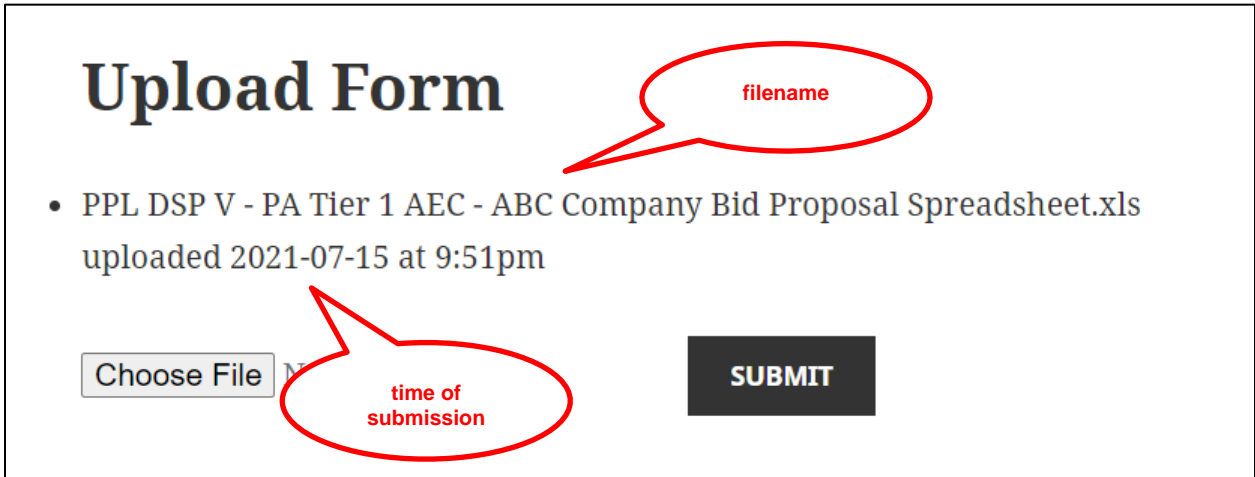 Upload Form
filename
PPL DSP V - PA Tier 1 AEC - ABC Company Bid Proposal Spreadsheet.xls
uploaded 2021-07-15 at 9:51pm
Choose File
SUBMIT
time of
submission